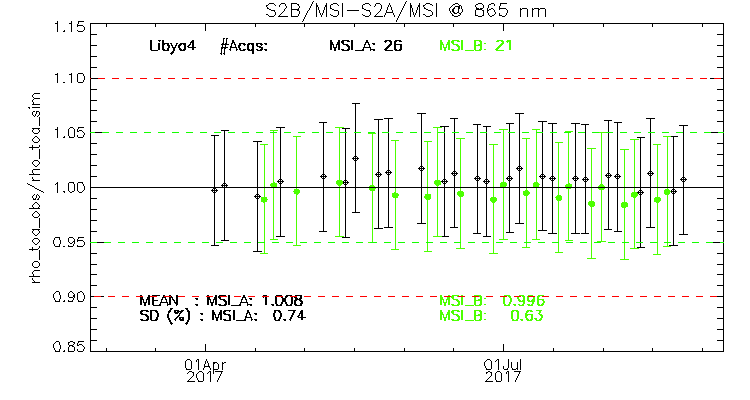 S2B/MSI-S2A/MSI @ 865 nm
Libya4 #Acqs: MSI_A: 26 MSI_B: 21
rho_toa_obs/rho_toa_sim
1.15
1.10
1.05
1.00
0.95
0.90
0.85
MEAN : MSI_A: 1.008 MSI_B: 0.996
SD (%) : MSI_A: 0.74 MSI_B: 0.63
01Apr 01Jul
2017 2017